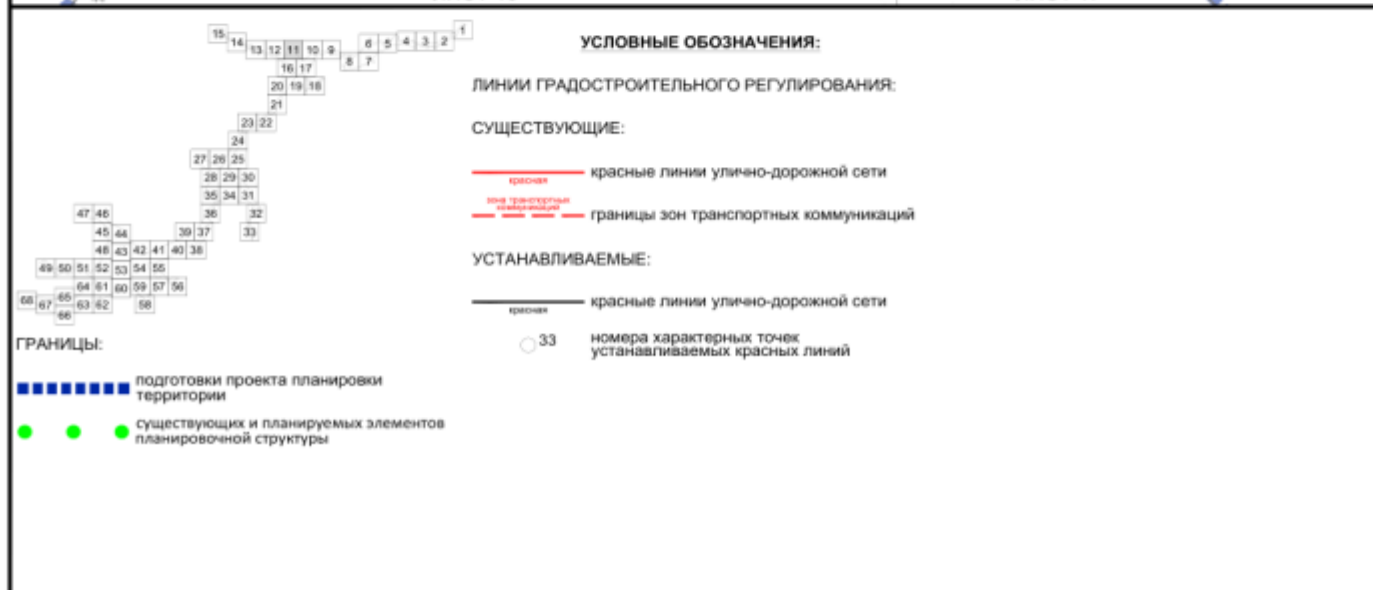 1
15 14 13 12 11 10 9 8 7 6 5 4 3 2
16 17
20 19 18
21
23 22
24
27 26 25
28 29 30
35 34 31
47 46 36 32
45 44 39 37 33
48 43 42 41 40 38
49 50 51 52 53 54 55
64 61 60 59 57 56
68 67 65 63 62 58
66
ГРАНИЦЫ:
подготовки проекта планировки
территории
существующих и планируемых элементов
планировочной структуры
УСЛОВНЫЕ ОБОЗНАЧЕНИЯ:
ЛИНИИ ГРАДОСТРОИТЕЛЬНОГО РЕГУЛИРОВАНИЯ:
СУЩЕСТВУЮЩИЕ:
красная
красные линии улично-дорожной сети
зона транспортных
коммуникаций
границы зон транспортных коммуникаций
УСТАНАВЛИВАЕМЫЕ:
красная
красные линии улично-дорожной сети
33
номера характерных точек
устанавливаемых красных линий